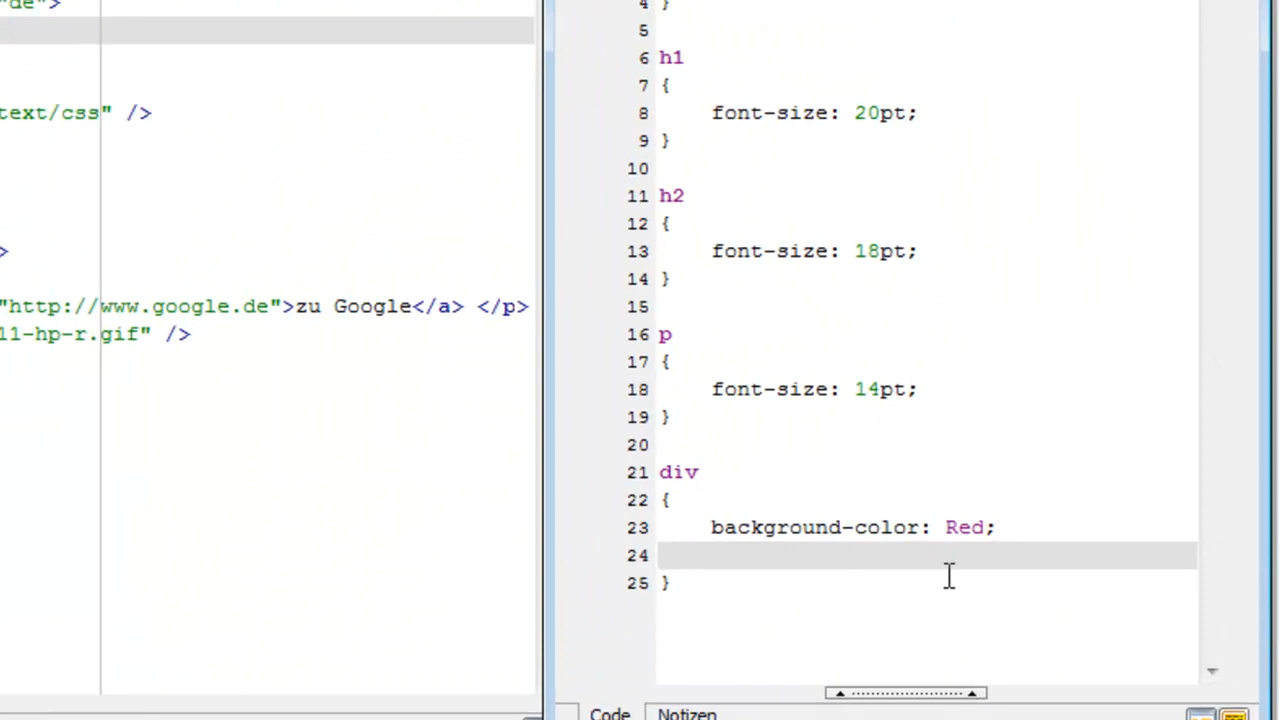 "de">
text/css" />
>
"http://www.google.de">zu Google</a> </p>
11-hp-r.gif" />
4 }
5
6 h1
7 {
8 font-size: 20pt;
9 }
10
11 h2
12 {
13 font-size: 18pt;
14 }
15
16 p
17 {
18 font-size: 14pt;
19 }
20
21 div
22 {
23 background-color: Red;
24
25 }
Code Notizen